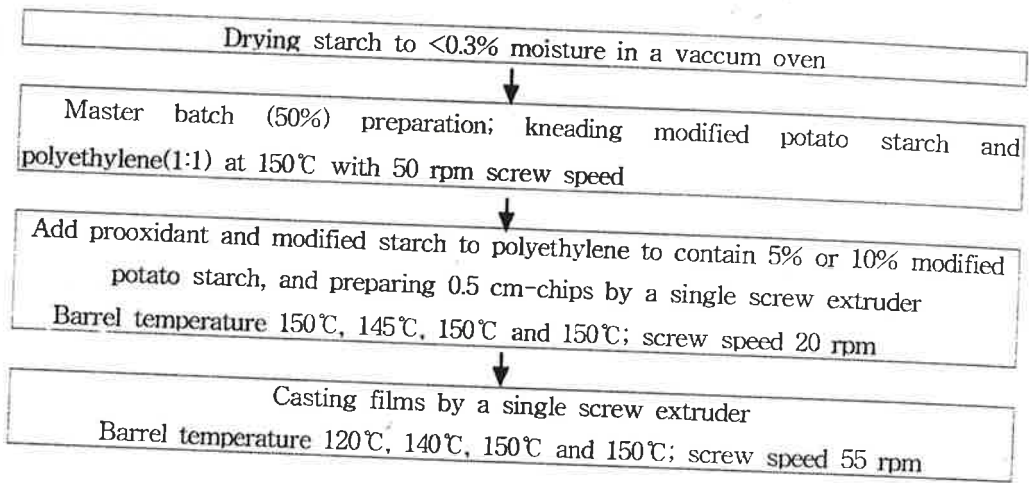 Drying starch to <0.3% moisture in a vaccum oven
Master batch (50%) preparation; kneading modified potato starch and
polyethylene(1:1) at 150℃ with 50 rpm screw speed
Add prooxidant and modified starch to polyethylene to contain 5% or 10% modified
potato starch, and preparing 0.5 cm-chips by a single screw extruder
Barrel temperature 150℃, 145℃, 150℃ and 150℃; screw speed 20 rpm
Casting films by a single screw extruder
Barrel temperature 120℃, 140℃, 150℃ and 150℃; screw speed 55 rpm